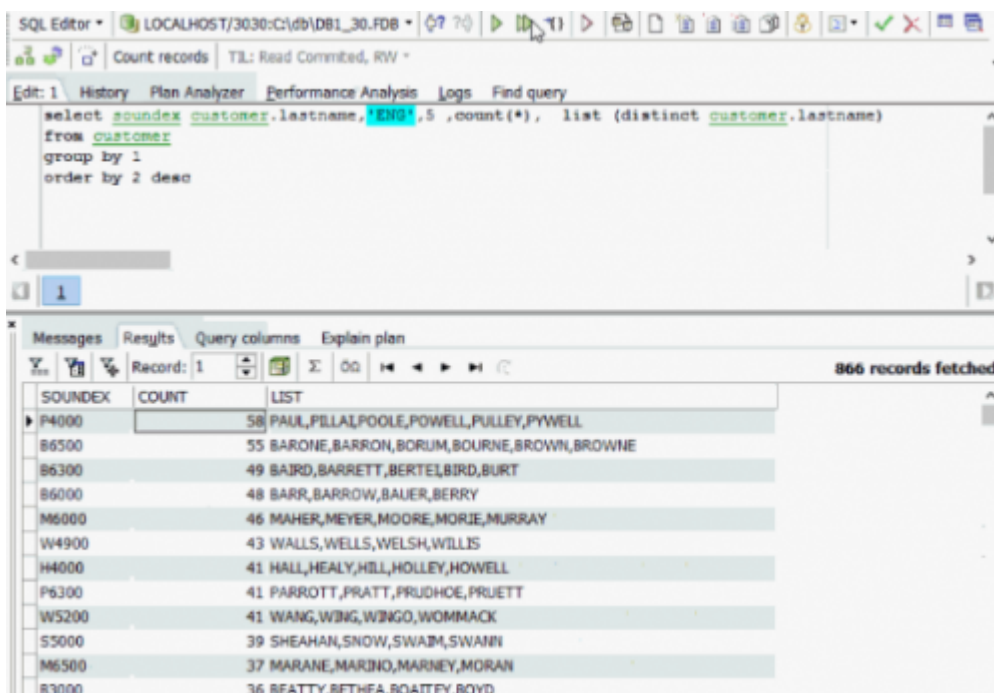 SQL Editor LOCALHOST/3030:C:\db\DB1_30.FDB
Count records TIL: Read Commited, RW
Edit: 1 History Plan Analyzer Performance Analysis Logs Find query
select soundex customer.lastname,'ENG',5 ,count(*), list (distinct customer.lastname)
from customer
group by 1
order by 2 desc
1
Messages Results Query columns Explain plan
Record: 1 866 records fetched
SOUNDEX COUNT LIST
P4000 58 PAUL,PILLAI,POOLE,POWELL,PULLEY,PYWELL
B6500 55 BARONE,BARRON,BORUM,BOURNE,BROWN,BROWNE
B6300 49 BAIRD,BARRETT,BERTEI,BIRD,BURT
B6000 48 BARR,BARROW,BAUER,BERRY
M6000 46 MAHER,MEYER,MOORE,MORIE,MURRAY
W4900 43 WALLS,WELLS,WELSH,WILLIS
H4000 41 HALL,HEALY,HILL,HOLLEY,HOWELL
P6300 41 PARROTT,PRATT,PRUDHOE,PRUETT
W5200 41 WANG,WING,WINGO,WOMMACK
S5000 39 SHEAHAN,SNOW,SWAIM,SWANN
M6500 37 MARANE,MARINO,MARNEY,MORAN
B3000 36 BEATTY,BETHEA,BOAITEY,BOYD